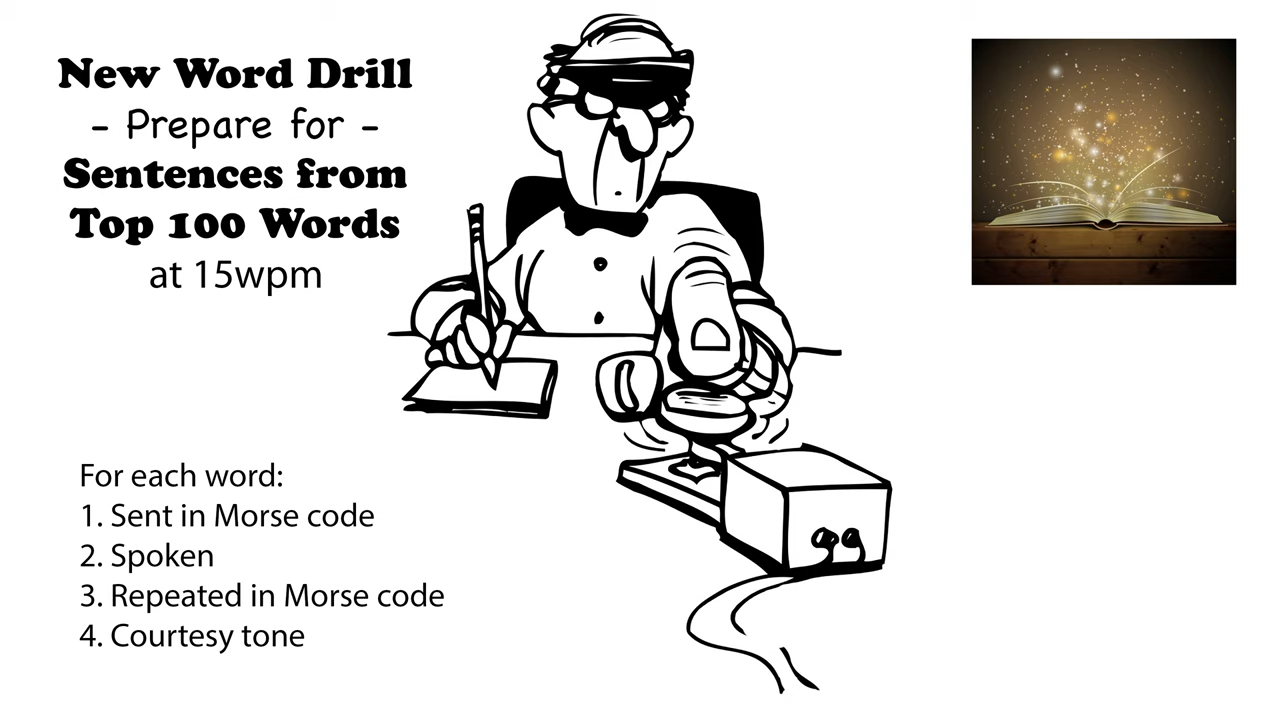 New Word Drill
- Prepare for -
Sentences from
Top 100 Words
at 15wpm
For each word:
1. Sent in Morse code
2. Spoken
3. Repeated in Morse code
4. Courtesy tone